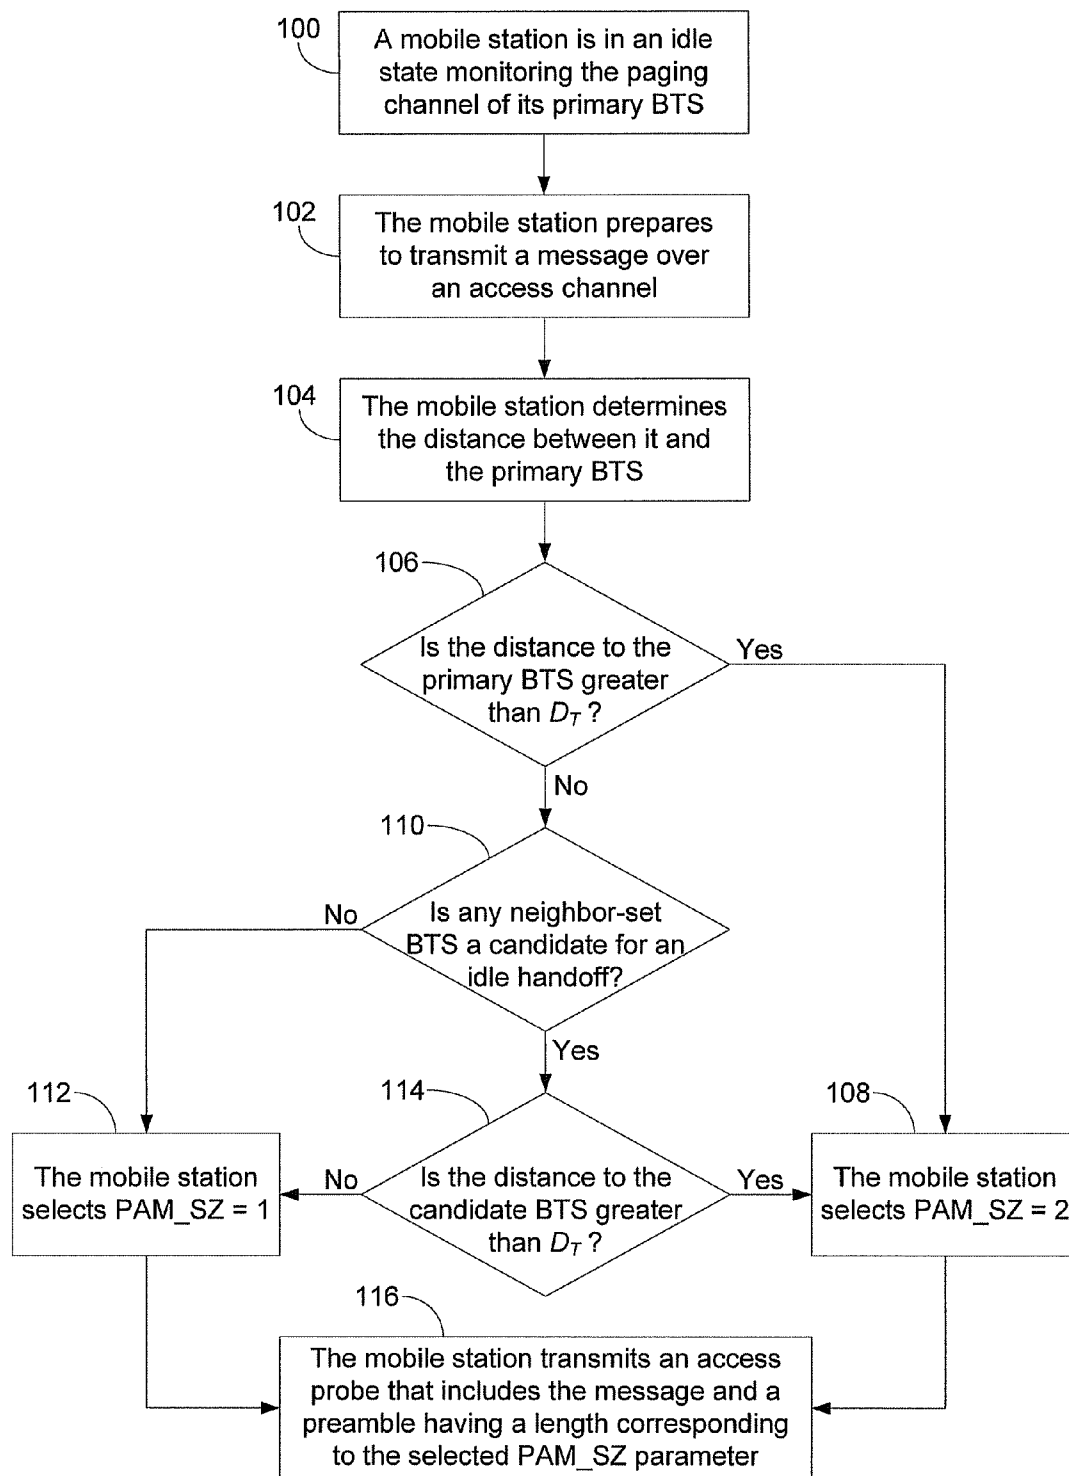 100
A mobile station is in an idle
state monitoring the paging
channel of its primary BTS
102
The mobile station prepares
to transmit a message over
an access channel
104
The mobile station determines
the distance between it and
the primary BTS
106
Is the distance to the
primary BTS greater
than D_T ?
Yes
No
110
Is any neighbor-set
BTS a candidate for an
idle handoff?
No
Yes
112
The mobile station
selects PAM_SZ = 1
114
Is the distance to the
candidate BTS greater
than D_T ?
No
Yes
108
The mobile station
selects PAM_SZ = 2
116
The mobile station transmits an access
probe that includes the message and a
preamble having a length corresponding
to the selected PAM_SZ parameter